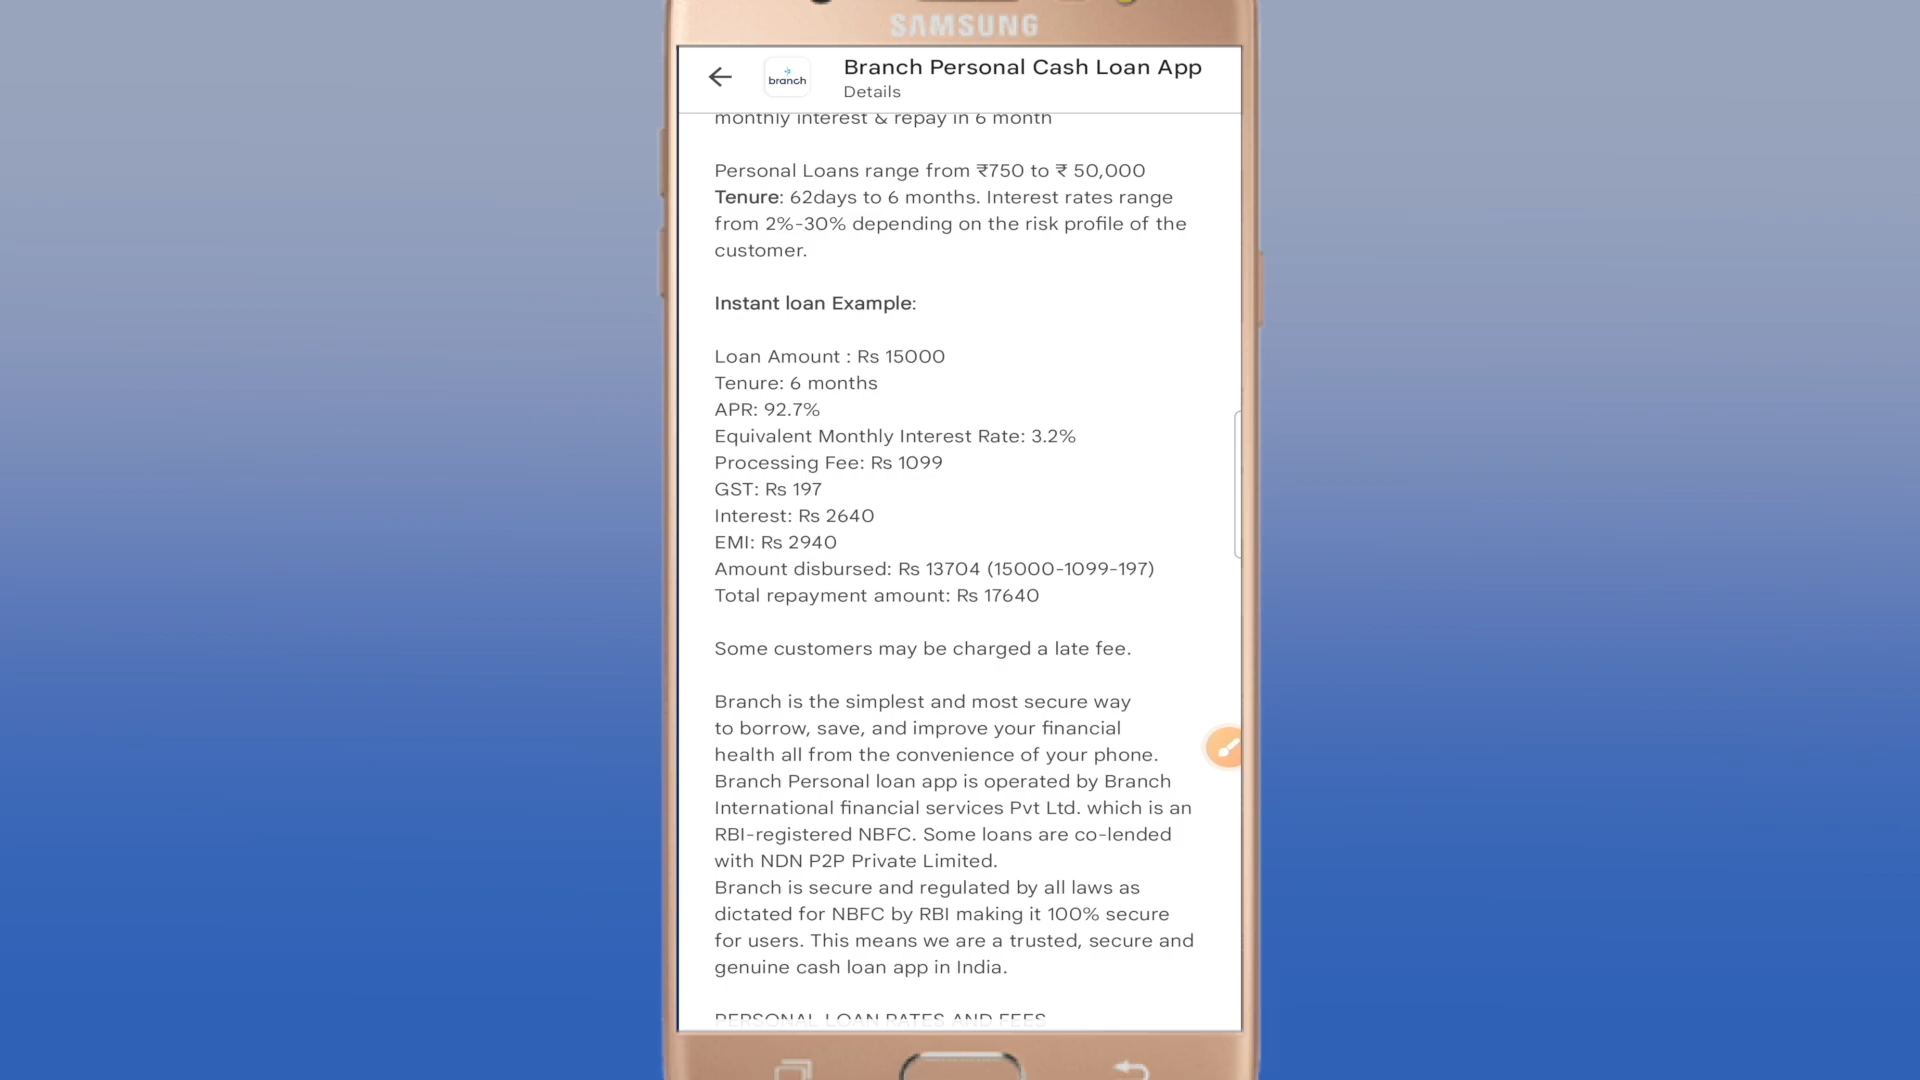 SAMSUNG
branch
Branch Personal Cash Loan App
Details
monthly interest & repay in 6 month
Personal Loans range from ₹750 to ₹ 50,000
Tenure: 62days to 6 months. Interest rates range
from 2%-30% depending on the risk profile of the
customer.
Instant loan Example:
Loan Amount : Rs 15000
Tenure: 6 months
APR: 92.7%
Equivalent Monthly Interest Rate: 3.2%
Processing Fee: Rs 1099
GST: Rs 197
Interest: Rs 2640
EMI: Rs 2940
Amount disbursed: Rs 13704 (15000-1099-197)
Total repayment amount: Rs 17640
Some customers may be charged a late fee.
Branch is the simplest and most secure way
to borrow, save, and improve your financial
health all from the convenience of your phone.
Branch Personal loan app is operated by Branch
International financial services Pvt Ltd. which is an
RBI-registered NBFC. Some loans are co-lended
with NDN P2P Private Limited.
Branch is secure and regulated by all laws as
dictated for NBFC by RBI making it 100% secure
for users. This means we are a trusted, secure and
genuine cash loan app in India.
PERSONAL LOAN RATES AND FEES